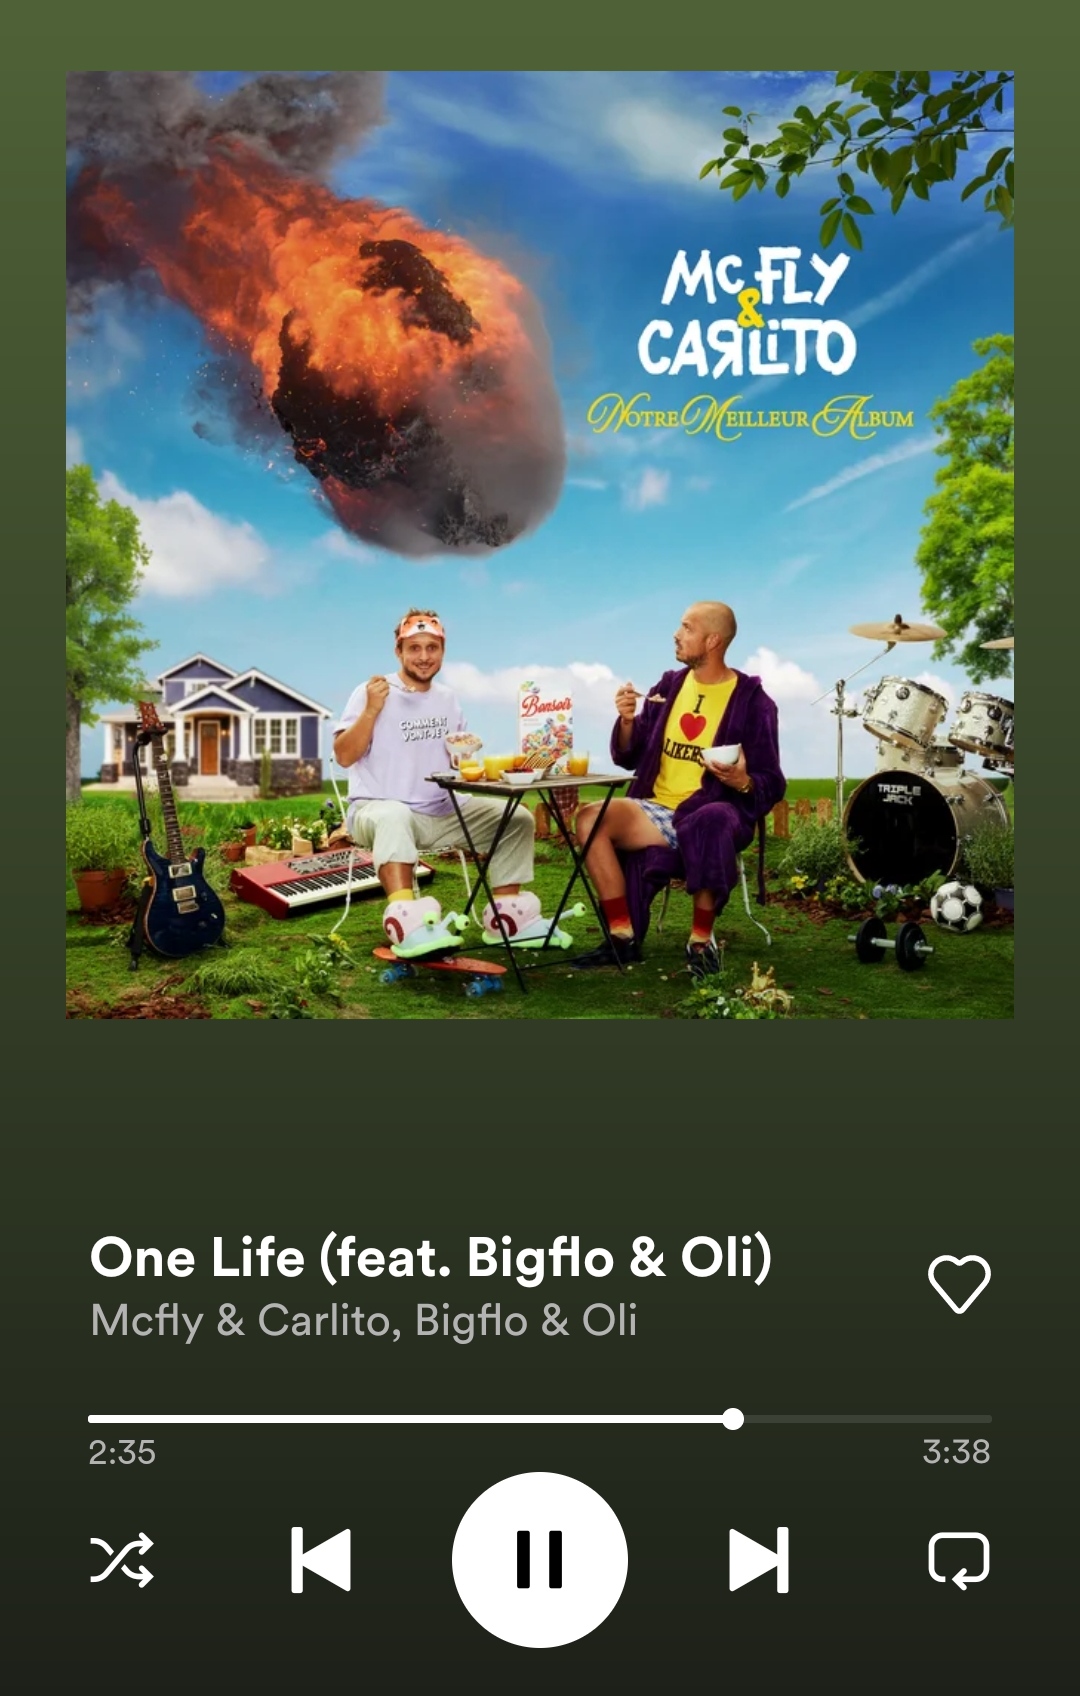 Mc FLY
&
CARLiTO
Notre Meilleur Album
COMMENT
VONT-VE ?
Bonsoir
I
LIKERS
TRIPLE
JACK
One Life (feat. Bigflo & Oli)
Mcfly & Carlito, Bigflo & Oli
2:35
3:38